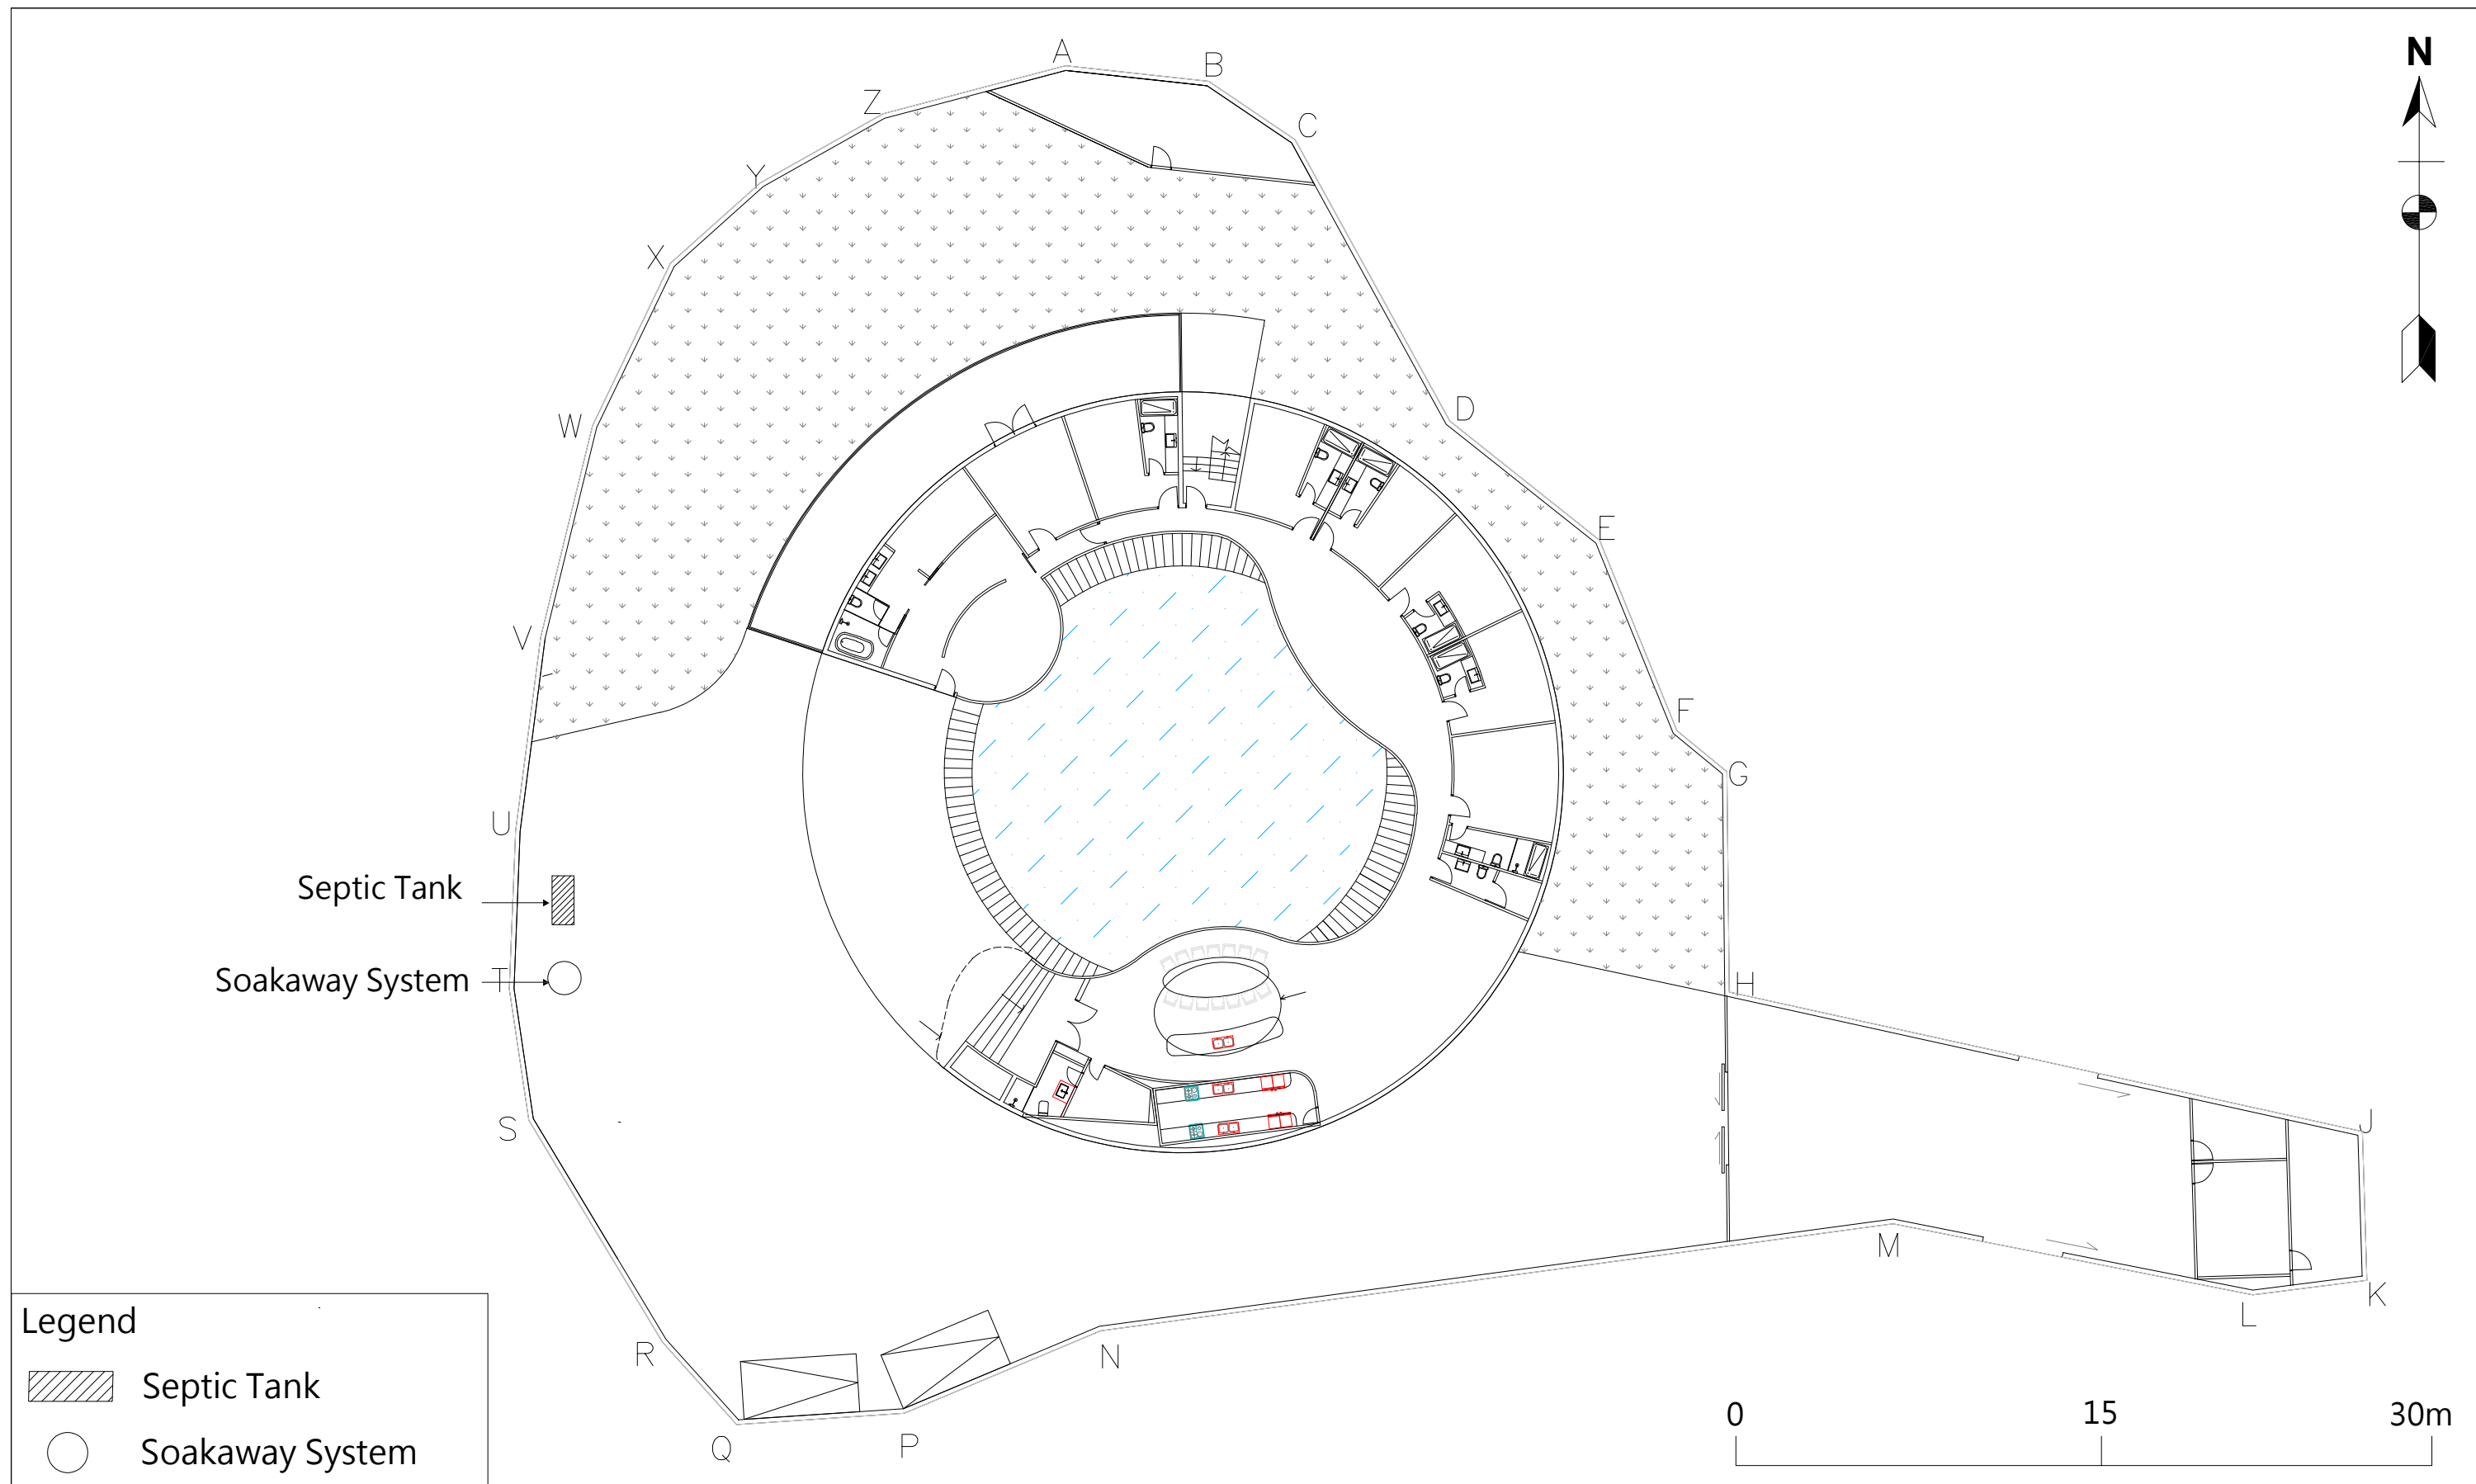 A
B
N
Z
C
Y
X
D
W
E
V
F
G
U
Septic Tank
Soakaway System
T
H
S
J
M
K
L
Legend
R
N
Septic Tank
Q
P
0
15
30m
Soakaway System